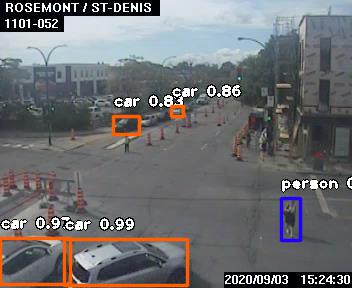 ROSEMONT / ST-DENIS
1101-052
car 0.83
car 0.86
person 0
car 0.97
car 0.99
2020/09/03 15:24:30